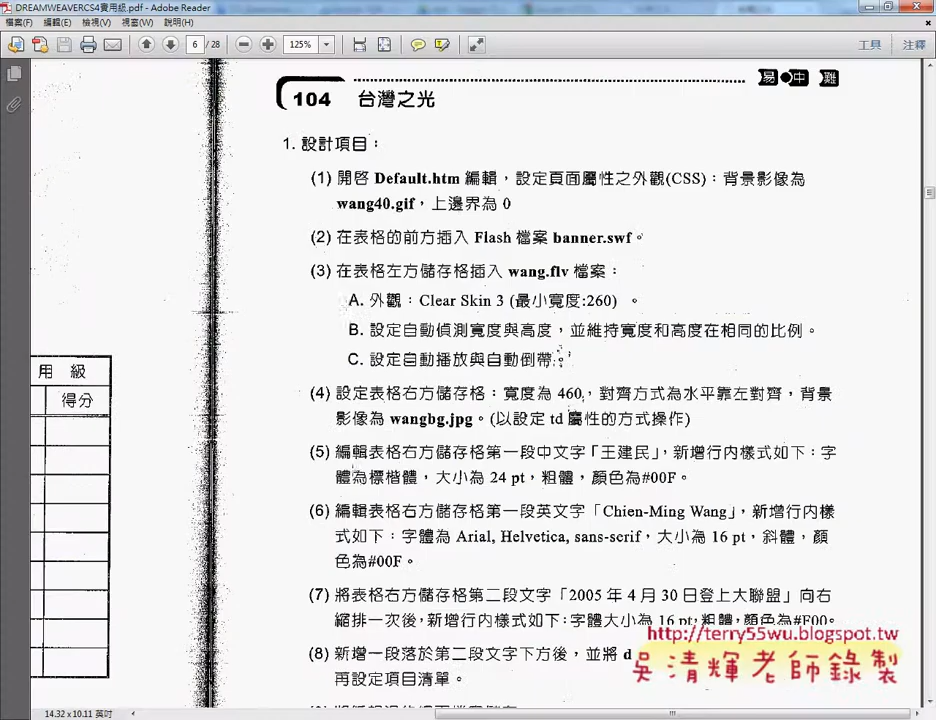 DREAMWEAVERCS4實用級.pdf - Adobe Reader
檔案(F) 編輯(E) 檢視(V) 視窗(W) 說明(H)
6 / 28 125% 工具 註釋
易 中 難
104 台灣之光
1. 設計項目：
(1) 開啓 Default.htm 編輯，設定頁面屬性之外觀(CSS)：背景影像為
wang40.gif，上邊界為 0
(2) 在表格的前方插入 Flash 檔案 banner.swf。
(3) 在表格左方儲存格插入 wang.flv 檔案：
A. 外觀：Clear Skin 3 (最小寬度:260) 。
B. 設定自動偵測寬度與高度，並維持寬度和高度在相同的比例。
C. 設定自動播放與自動倒帶。
用 級
(4) 設定表格右方儲存格：寬度為 460，對齊方式為水平靠左對齊，背景
得分
影像為 wangbg.jpg。(以設定 td 屬性的方式操作)
(5) 編輯表格右方儲存格第一段中文字「王建民」，新增行內樣式如下：字
體為標楷體，大小為 24 pt，粗體，顏色為#00F。
(6) 編輯表格右方儲存格第一段英文字「Chien-Ming Wang」，新增行內樣
式如下：字體為 Arial, Helvetica, sans-serif，大小為 16 pt，斜體，顏
色為#00F。
(7) 將表格右方儲存格第二段文字「2005 年 4 月 30 日登上大聯盟」向右
縮排一次後，新增行內樣式如下：字體大小為 16 pt，粗體，顏色為#F00。
http://terry55wu.blogspot.tw
(8) 新增一段落於第二段文字下方後，並將 d
吳清輝老師錄製
再設定項目清單。
14.32 x 10.11 英吋